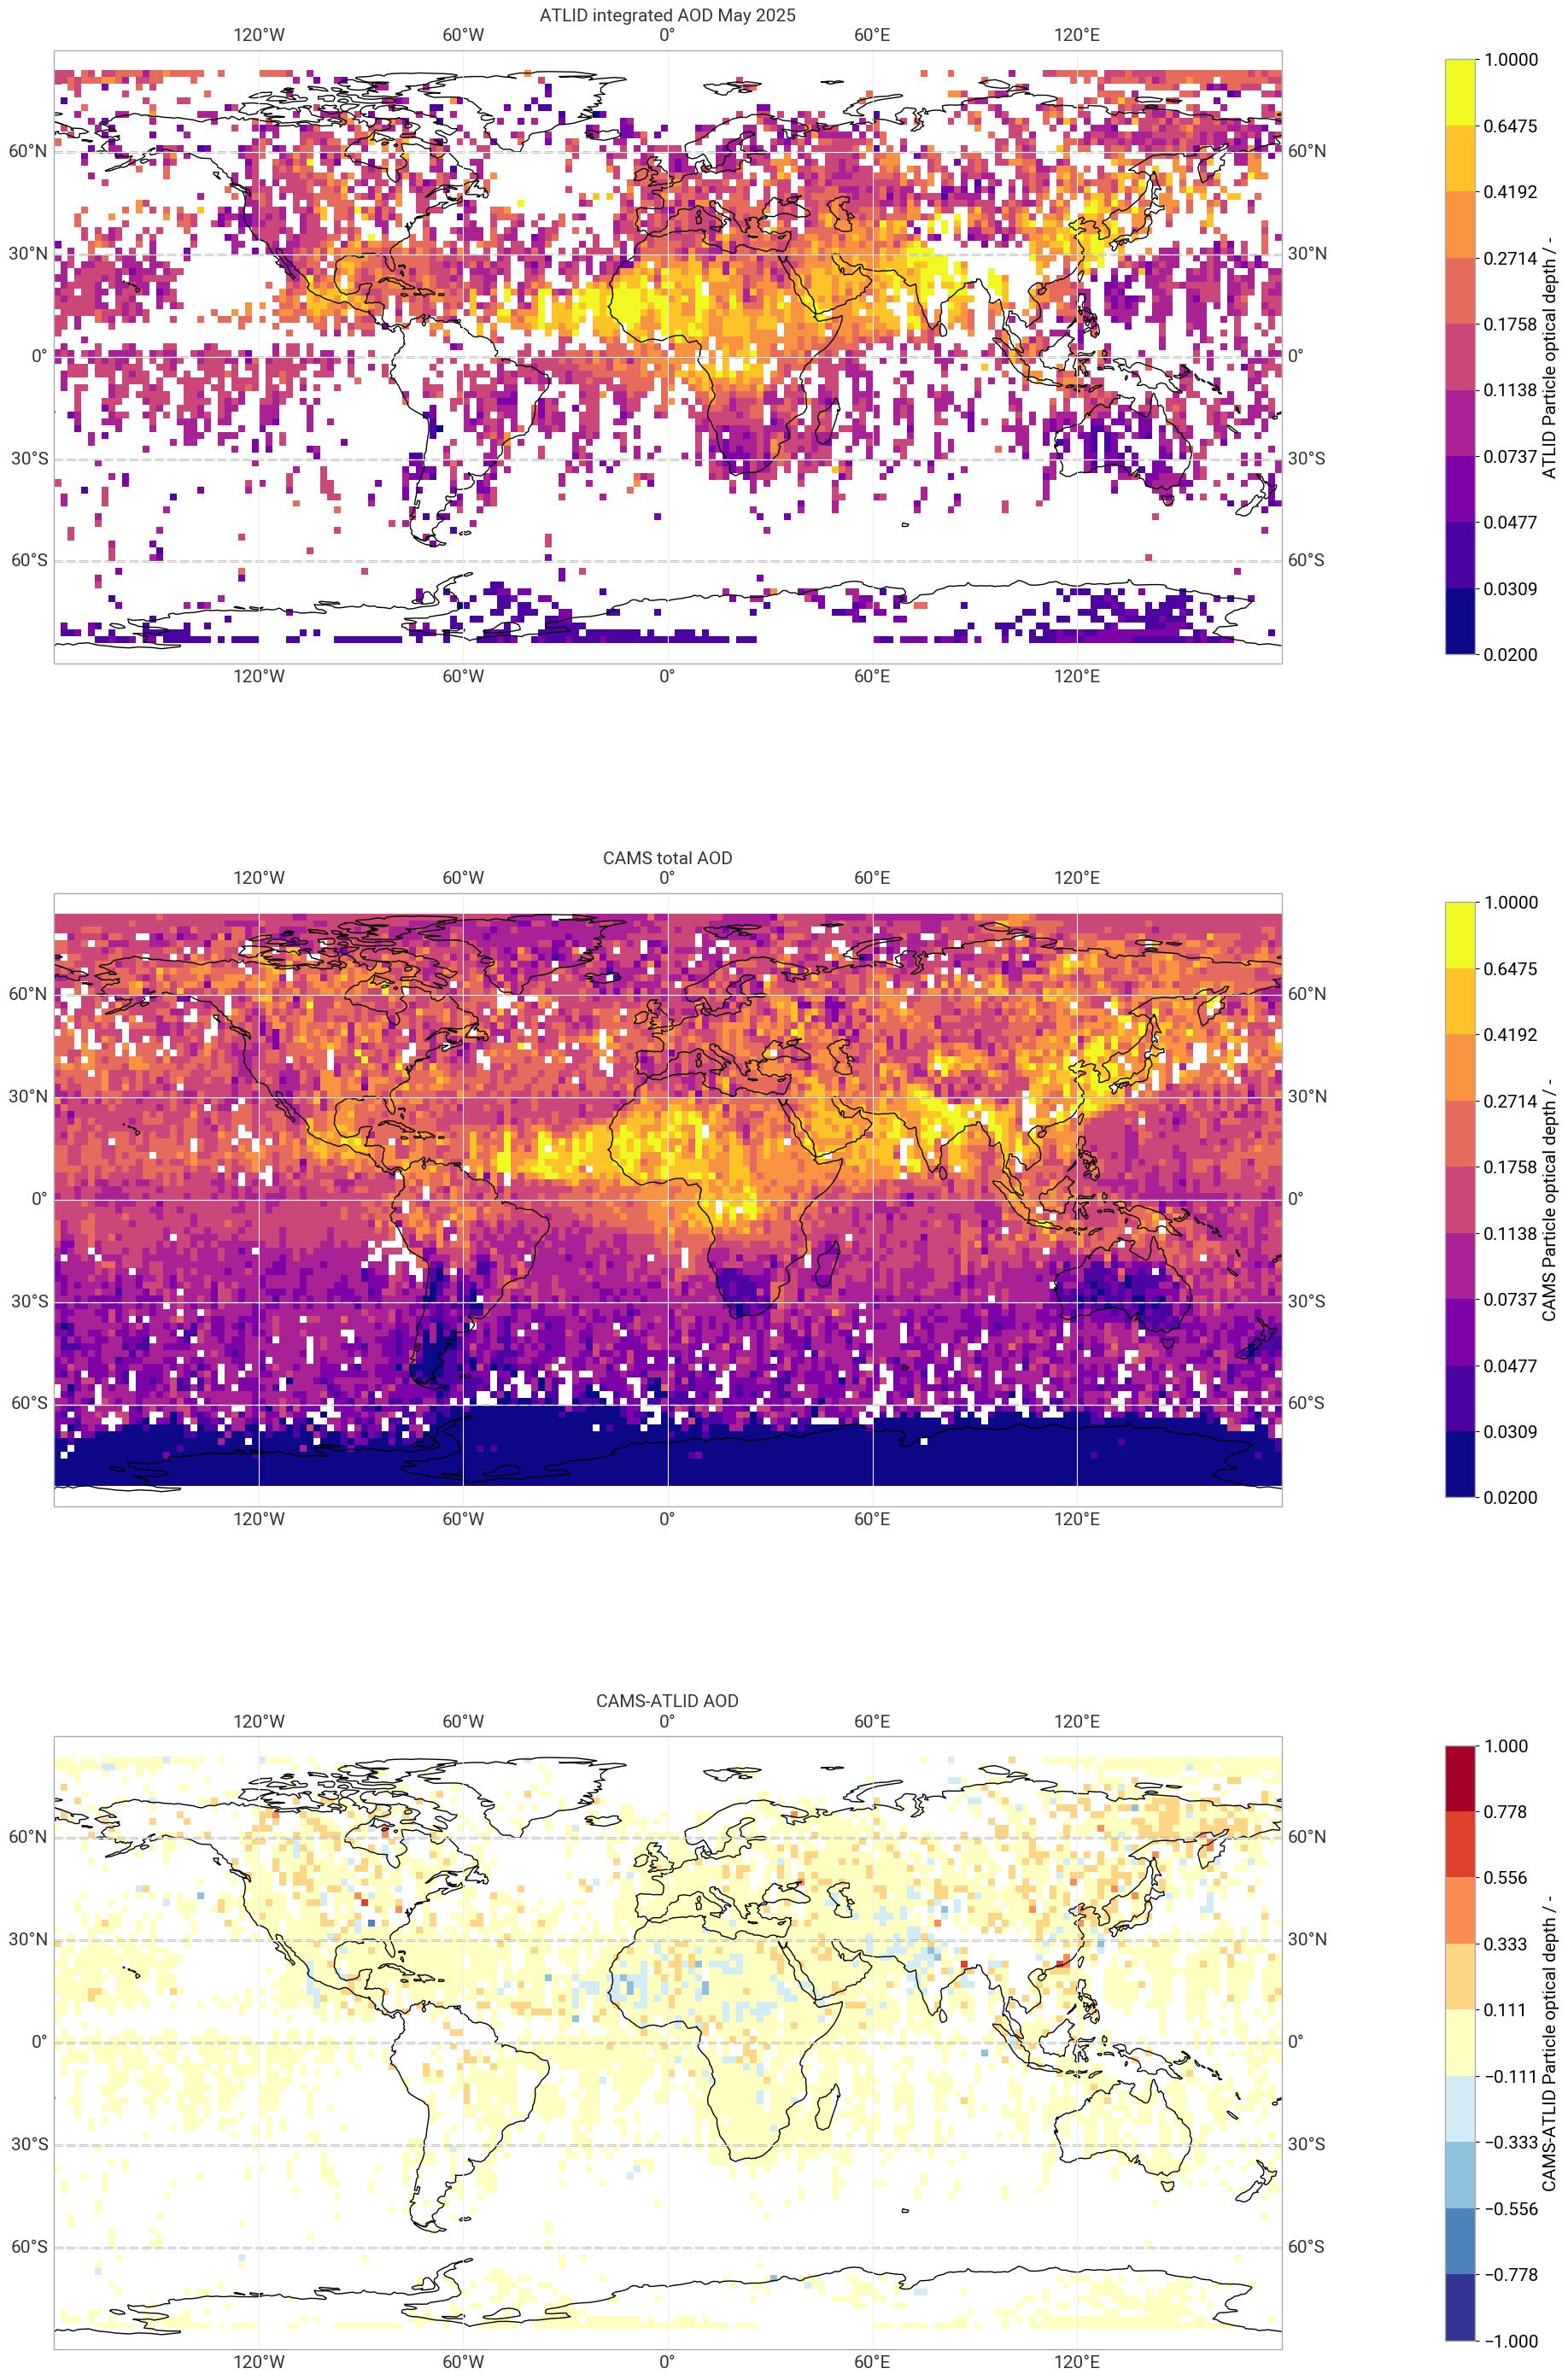 ATLID integrated AOD May 2025
120°W 60°W 0° 60°E 120°E
60°N 60°N
30°N 30°N
0° 0°
30°S 30°S
60°S 60°S
120°W 60°W 0° 60°E 120°E
1.0000
0.6475
0.4192
0.2714
0.1758
0.1138
0.0737
0.0477
0.0309
0.0200
ATLID Particle optical depth / -
CAMS total AOD
120°W 60°W 0° 60°E 120°E
60°N 60°N
30°N 30°N
0° 0°
30°S 30°S
60°S 60°S
120°W 60°W 0° 60°E 120°E
1.0000
0.6475
0.4192
0.2714
0.1758
0.1138
0.0737
0.0477
0.0309
0.0200
CAMS Particle optical depth / -
CAMS-ATLID AOD
120°W 60°W 0° 60°E 120°E
60°N 60°N
30°N 30°N
0° 0°
30°S 30°S
60°S 60°S
120°W 60°W 0° 60°E 120°E
1.000
0.778
0.556
0.333
0.111
−0.111
−0.333
−0.556
−0.778
−1.000
CAMS-ATLID Particle optical depth / -